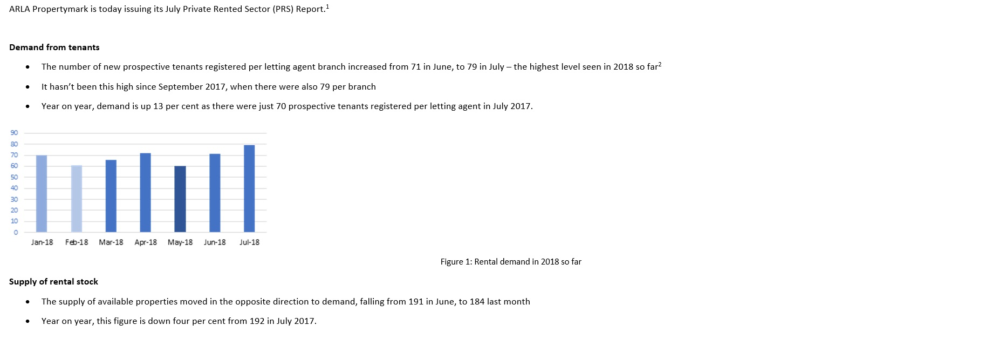 ARLA Propertymark is today issuing its July Private Rented Sector (PRS) Report.1
Demand from tenants
• The number of new prospective tenants registered per letting agent branch increased from 71 in June, to 79 in July – the highest level seen in 2018 so far2
• It hasn’t been this high since September 2017, when there were also 79 per branch
• Year on year, demand is up 13 per cent as there were just 70 prospective tenants registered per letting agent in July 2017.
90
80
70
60
50
40
30
20
10
0
Jan-18 Feb-18 Mar-18 Apr-18 May-18 Jun-18 Jul-18
Figure 1: Rental demand in 2018 so far
Supply of rental stock
• The supply of available properties moved in the opposite direction to demand, falling from 191 in June, to 184 last month
• Year on year, this figure is down four per cent from 192 in July 2017.